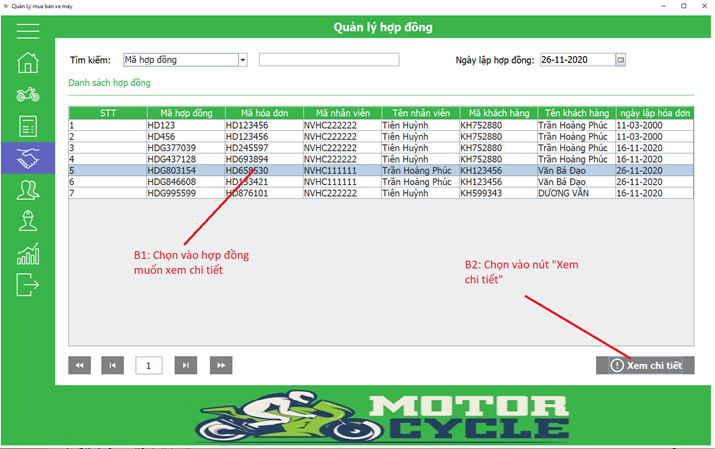 Quản Lý mua bán xe máy
Quản lý hợp đồng
Tìm kiếm: Mã hợp đồng Ngày lập hợp đồng: 26-11-2020
Danh sách hợp đồng
STT Mã hợp đồng Mã hóa đơn Mã nhân viên Tên nhân viên Mã khách hàng Tên khách hàng ngày lập hóa đơn
1 HD123 HD123456 NVHC222222 Tiên Huỳnh KH752880 Trần Hoàng Phúc 11-03-2000
2 HD456 HD123456 NVHC222222 Tiên Huỳnh KH752880 Trần Hoàng Phúc 11-03-2000
3 HDG377039 HD245597 NVHC222222 Tiên Huỳnh KH752880 Trần Hoàng Phúc 16-11-2020
4 HDG437128 HD693894 NVHC222222 Tiên Huỳnh KH752880 Trần Hoàng Phúc 16-11-2020
5 HDG803154 NVHC111111 Trần Hoàng Phúc KH123456 Văn Bá Đạo 26-11-2020
6 HDG846608 HD133421 NVHC111111 Trần Hoàng Phúc KH123456 Văn Bá Đạo 26-11-2020
7 HDG995599 HD876101 NVHC222222 Tiên Huỳnh KH599343 DƯƠNG VĂN 16-11-2020
B1: Chọn vào hợp đồng
muốn xem chi tiết
B2: Chọn vào nút "Xem
chi tiết"
1
Xem chi tiết
MOTOR
CYCLE